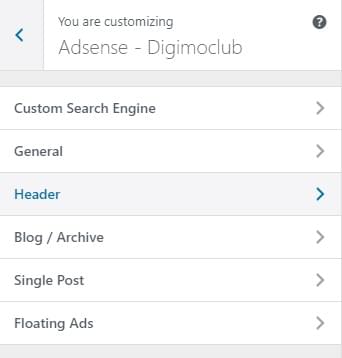 You are customizing
Adsense - Digimoclub
Custom Search Engine
General
Header
Blog / Archive
Single Post
Floating Ads